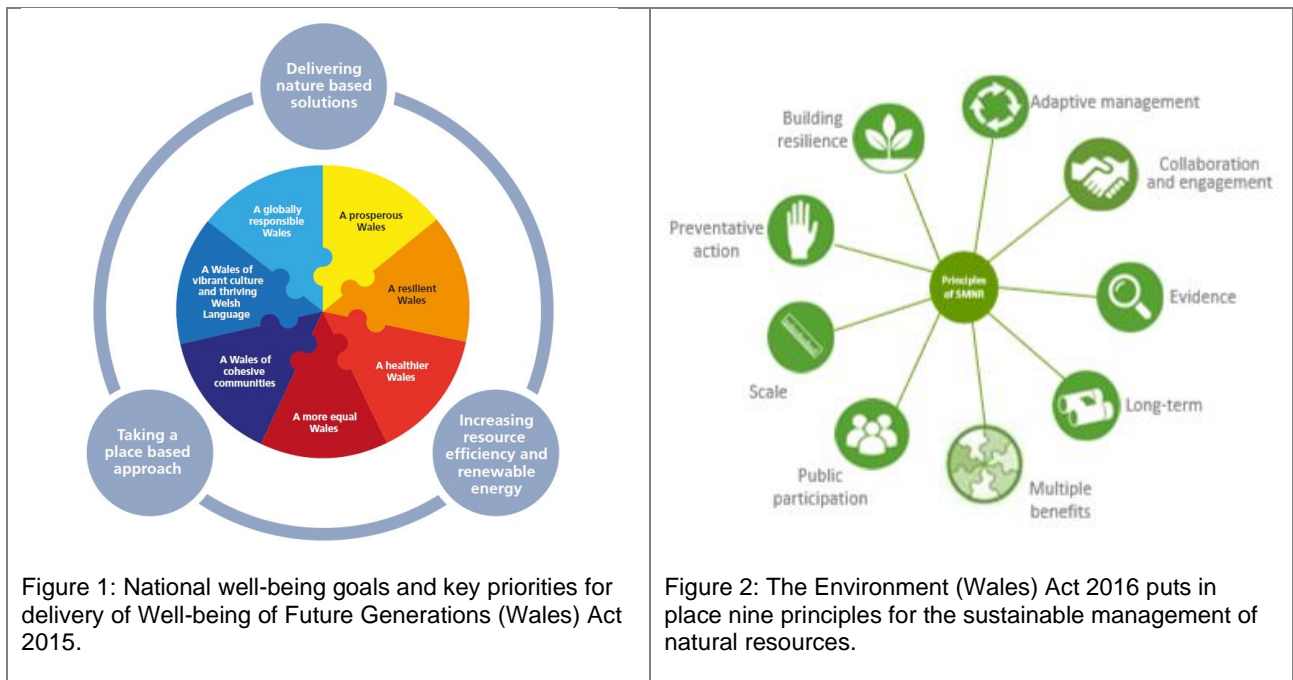 Delivering
nature based
solutions
A globally
responsible
Wales
A prosperous
Wales
A Wales of
vibrant culture
and thriving
Welsh
Language
A resilient
Wales
A Wales of
cohesive
communities
A healthier
Wales
A more equal
Wales
Taking a
place based
approach
Increasing
resource
efficiency and
renewable
energy
Figure 1: National well-being goals and key priorities for
delivery of Well-being of Future Generations (Wales) Act
2015.
Adaptive management
Building
resilience
Collaboration
and engagement
Preventative
action
Principles
of SMNR
Evidence
Scale
Long-term
Public
participation
Multiple
benefits
Figure 2: The Environment (Wales) Act 2016 puts in
place nine principles for the sustainable management of
natural resources.